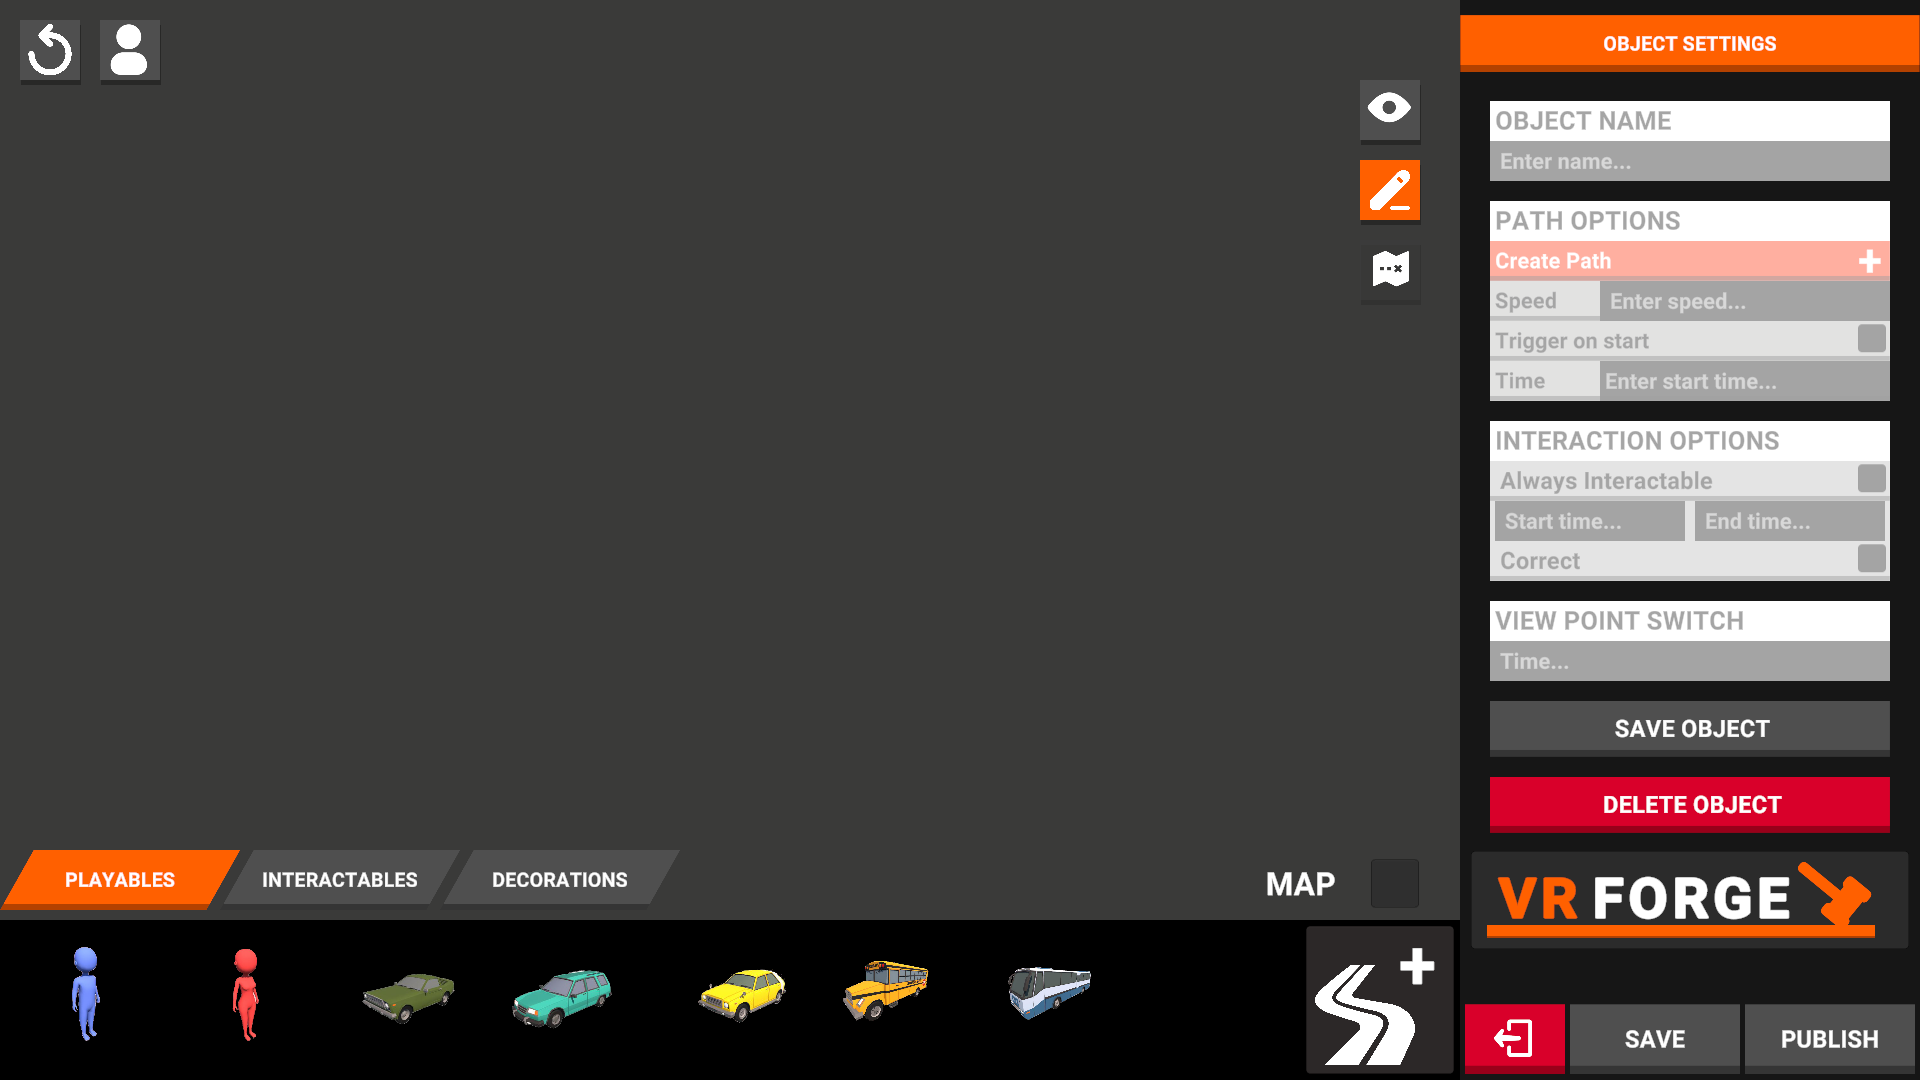 OBJECT SETTINGS
OBJECT NAME
Enter name...
PATH OPTIONS
Create Path
Speed Enter speed...
Trigger on start
Time Enter start time...
INTERACTION OPTIONS
Always Interactable
Start time... End time...
Correct
VIEW POINT SWITCH
Time...
SAVE OBJECT
DELETE OBJECT
PLAYABLES INTERACTABLES DECORATIONS MAP
VR FORGE
SAVE PUBLISH